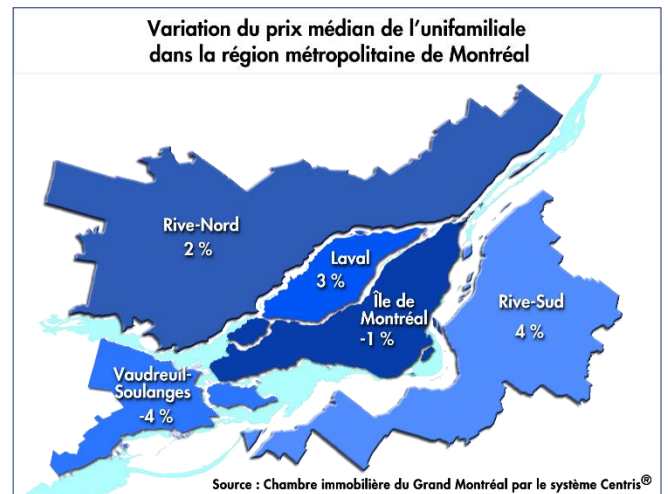 Variation du prix médian de l'unifamiliale
dans la région métropolitaine de Montréal
Rive-Nord
2 %
Laval
3 %
Île de
Montréal
-1 %
Rive-Sud
4 %
Vaudreuil-
Soulanges
-4 %
Source : Chambre immobilière du Grand Montréal par le système Centris®